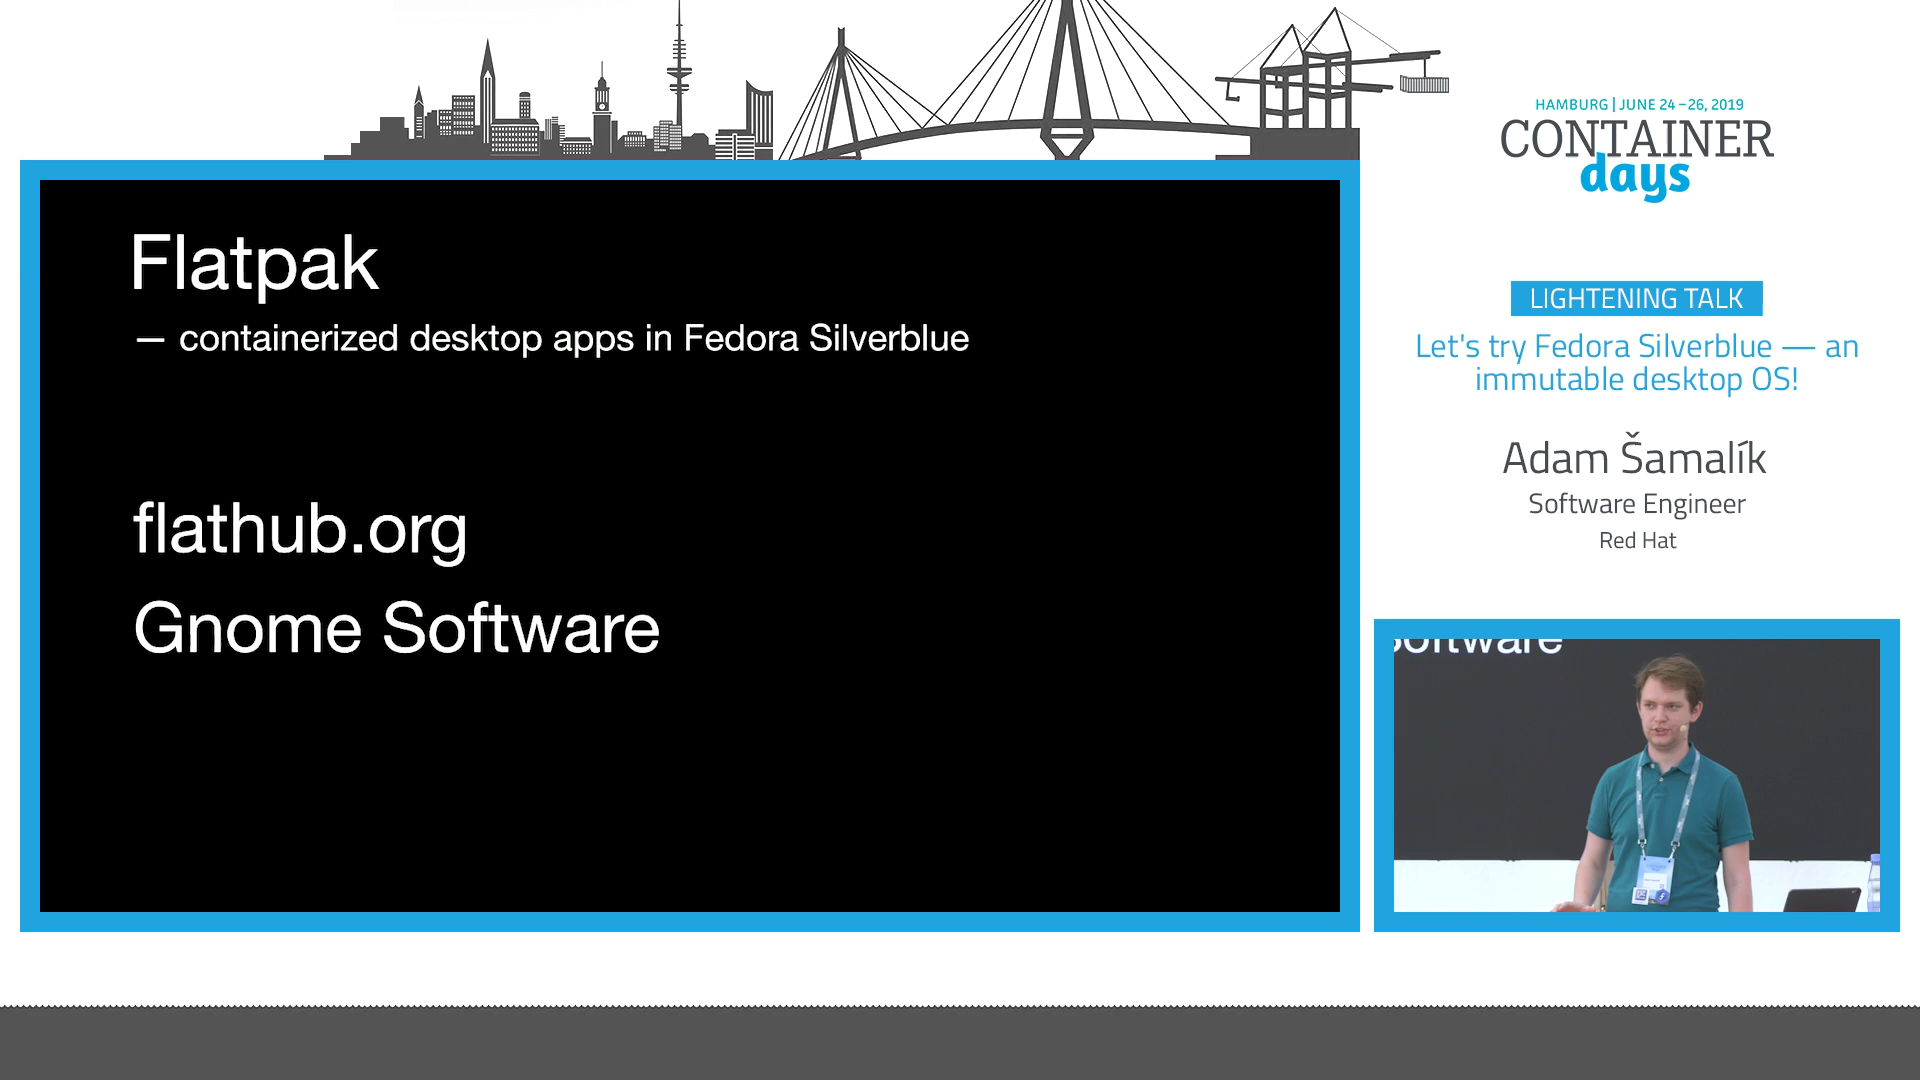 HAMBURG | JUNE 24 – 26, 2019
CONTAINER
days
Flatpak
— containerized desktop apps in Fedora Silverblue
flathub.org
Gnome Software
LIGHTENING TALK
Let's try Fedora Silverblue — an
immutable desktop OS!
Adam Šamalík
Software Engineer
Red Hat
Software